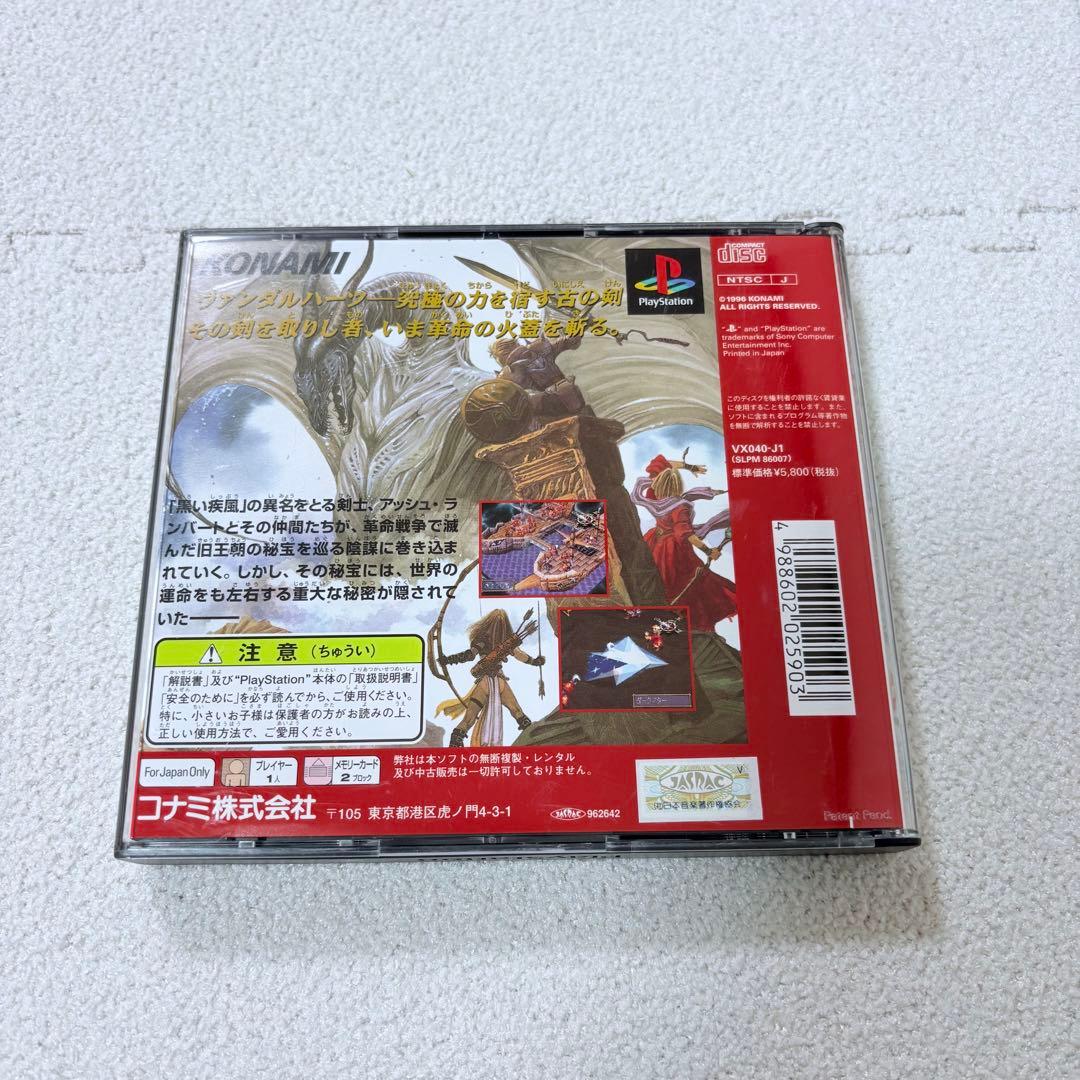 KONAMI
ヴァンダルハーツ―究極の力を宿す古の剣
その剣を取りし者、いま革命の火蓋を斬る。
PlayStation
COMPACT
disc
NTSC J
©1996 KONAMI
ALL RIGHTS RESERVED.
" " and "PlayStation" are
trademarks of Sony Computer
Entertainment Inc.
Printed in Japan
このディスクを権利者の許諾なく賃貸業
に使用することを禁止します。また、
ソフトに含まれるプログラム等著作物
を無断で解析することを禁止します。
VX040-J1
(SLPM 86007)
標準価格¥5,800(税抜)
4 988602 025903
「黒い疾風」の異名をとる剣士、アッシュ・ラ
ンバートとその仲間たちが、革命戦争で滅
んだ旧王朝の秘宝を巡る陰謀に巻き込ま
れていく。しかし、その秘宝には、世界の
運命をも左右する重大な秘密が隠されて
いた――
注意(ちゅうい)
「解説書」及び"PlayStation"本体の「取扱説明書」
「安全のために」を必ず読んでから、ご使用ください。
特に、小さいお子様は保護者の方がお読みの上、
正しい使用方法で、ご愛用ください。
For Japan Only
プレイヤー
1人
メモリーカード
2ブロック
弊社は本ソフトの無断複製・レンタル
及び中古販売は一切許可しておりません。
コナミ株式会社 〒105 東京都港区虎ノ門4-3-1
JASRAC 962642
JASRAC
V
日本音楽著作権協会
Patent Pend.